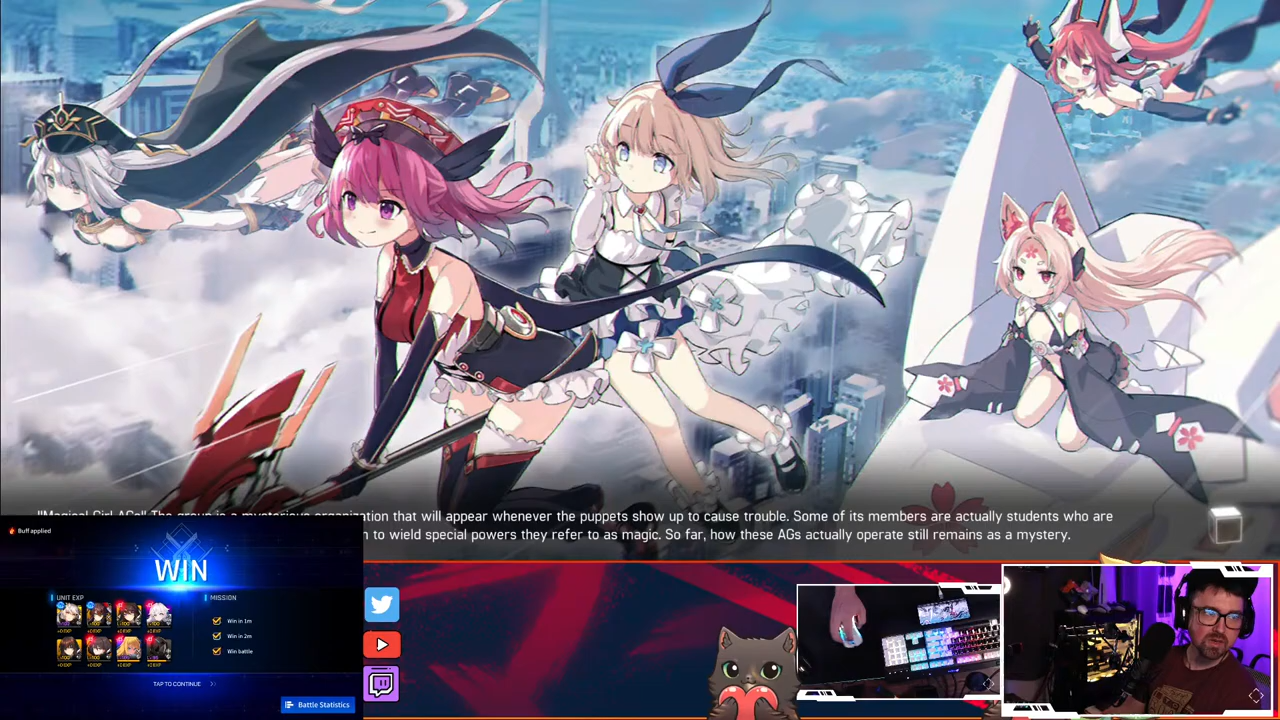 "Magical Girl AGs!! The group is a mysterious organization that will appear whenever the puppets show up to cause trouble. Some of its members are actually students who are
to wield special powers they refer to as magic. So far, how these AGs actually operate still remains as a mystery.
Buff applied
WIN
UNIT EXP
MISSION
Win in 1m
Win in 2m
Win battle
TAP TO CONTINUE
Battle Statistics